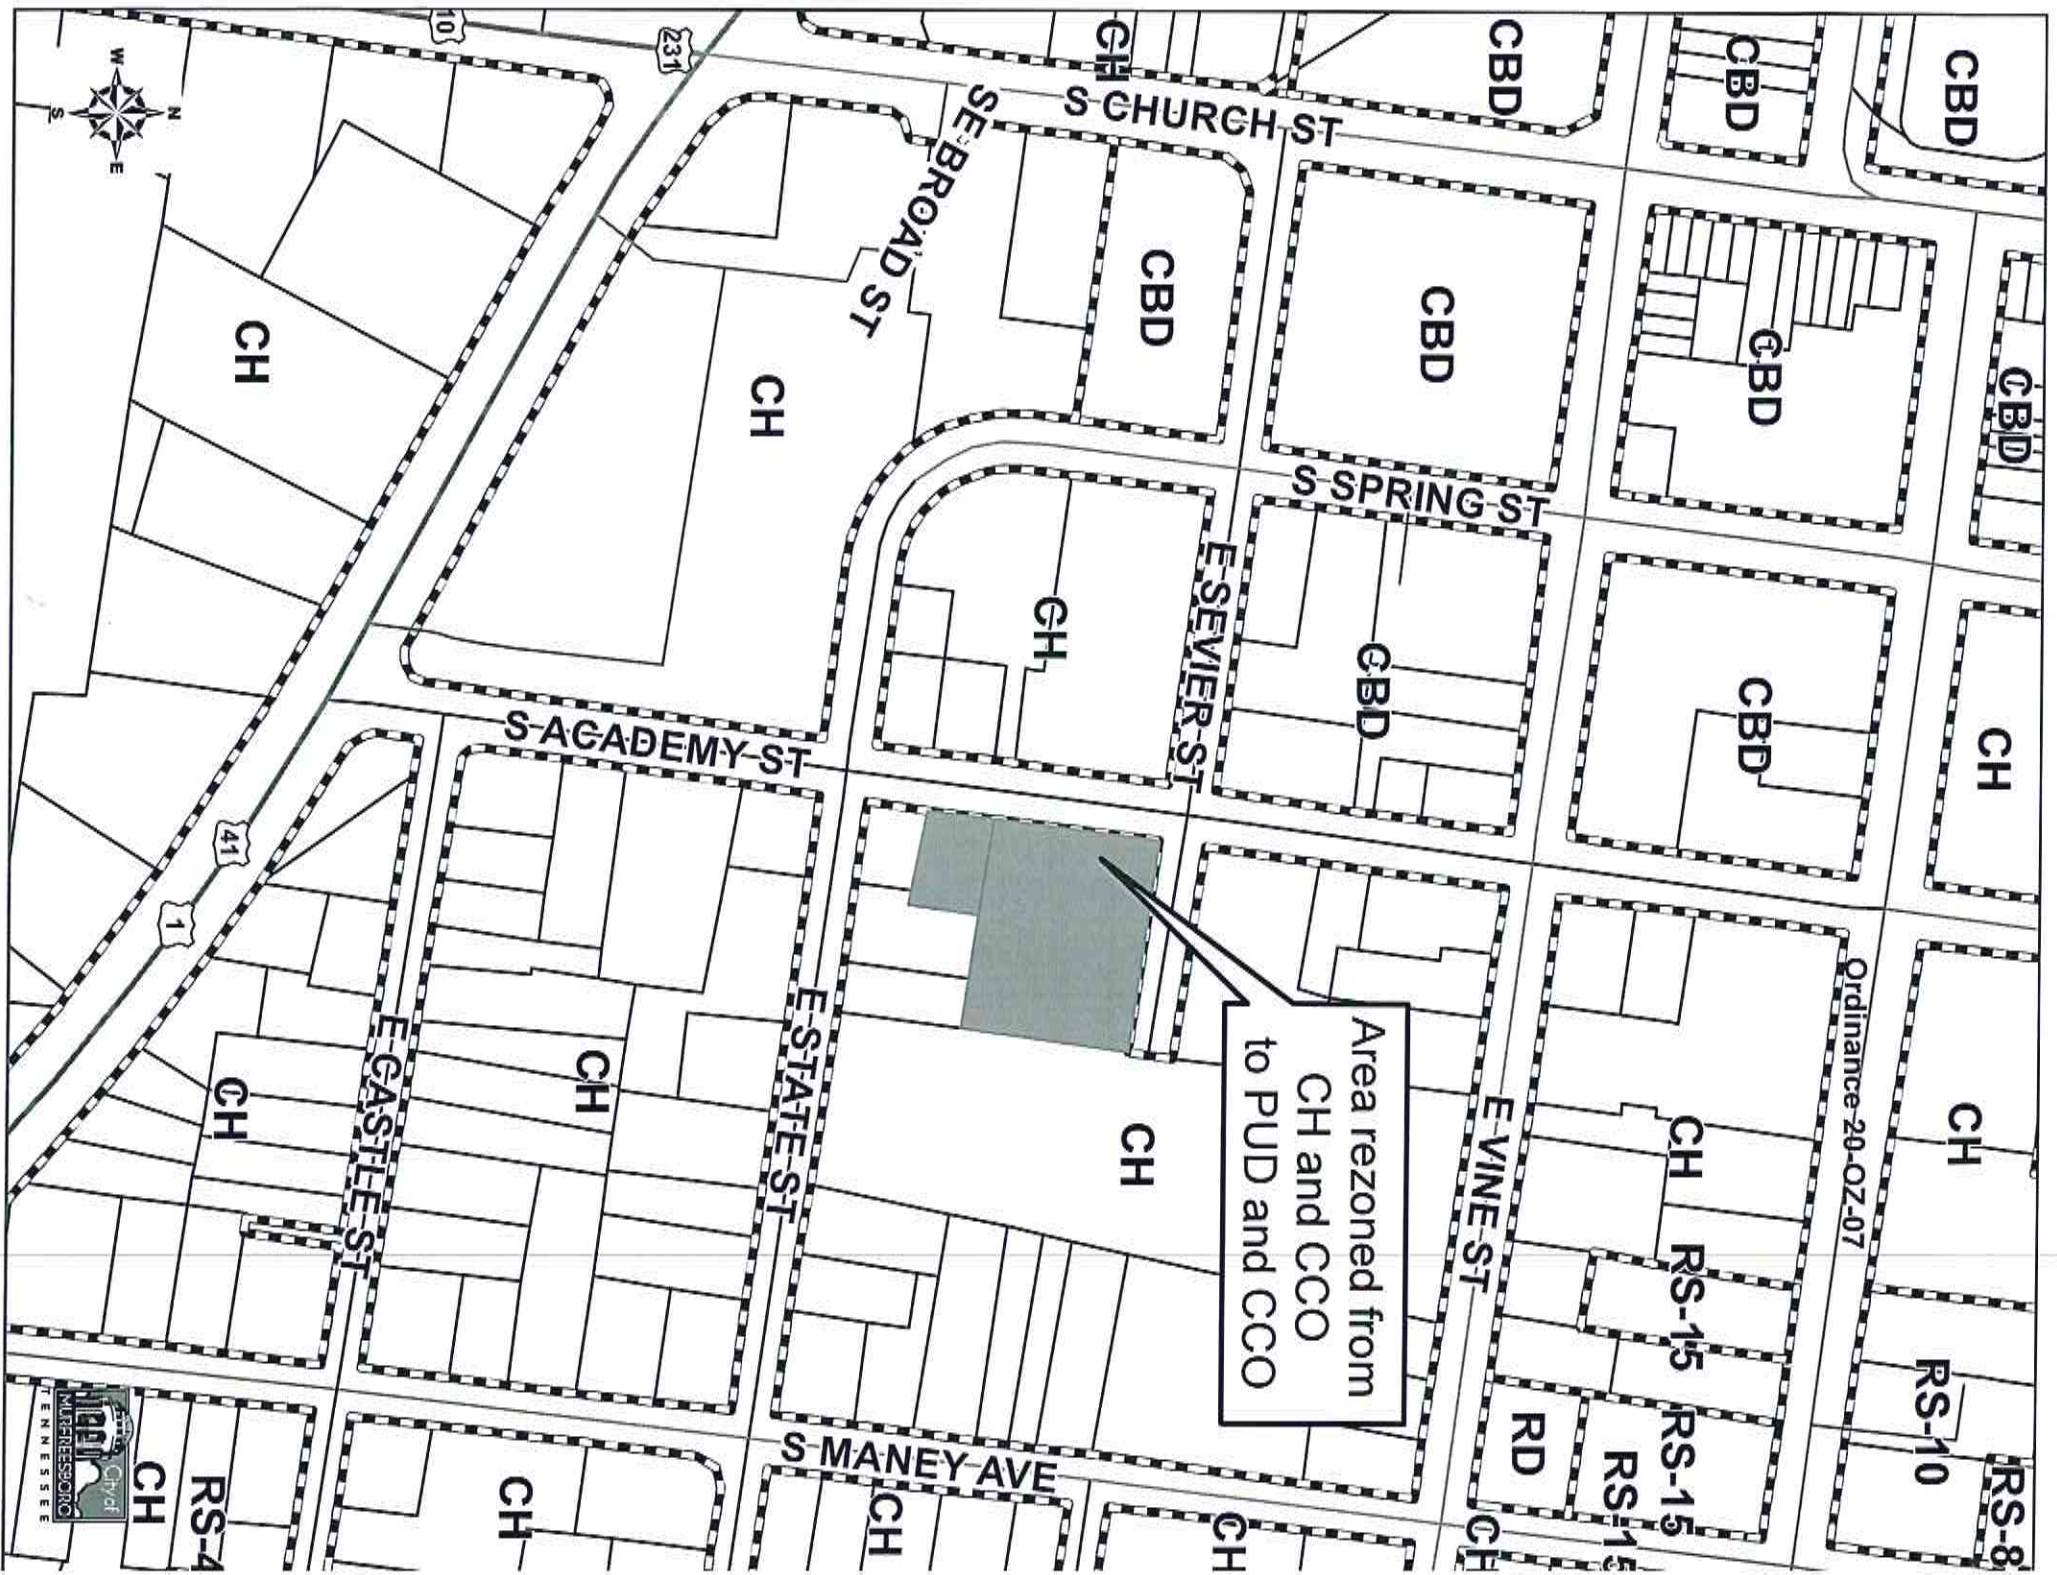 CBD
RS-8
CH
CBD
CH
RS-10
Ordinance 20-OZ-07
CBD
CBD
CBD
CH
RS-15
RS-15
RS-15
RD
CBD
E VINE ST
CH
CBD
S SPRING ST
CBD
Area rezoned from
CH and CCO
to PUD and CCO
CH
S CHURCH ST
E SEVIER ST
CBD
CH
CH
CH
S MANEY AVE
SE BROAD ST
CH
E STATE ST
CH
S ACADEMY ST
231
CH
CH
10
E CASTLE ST
CH
CH
41
RS-4
1
CH
N
W
E
S
City of
MURFREESBORO
TENNESSEE